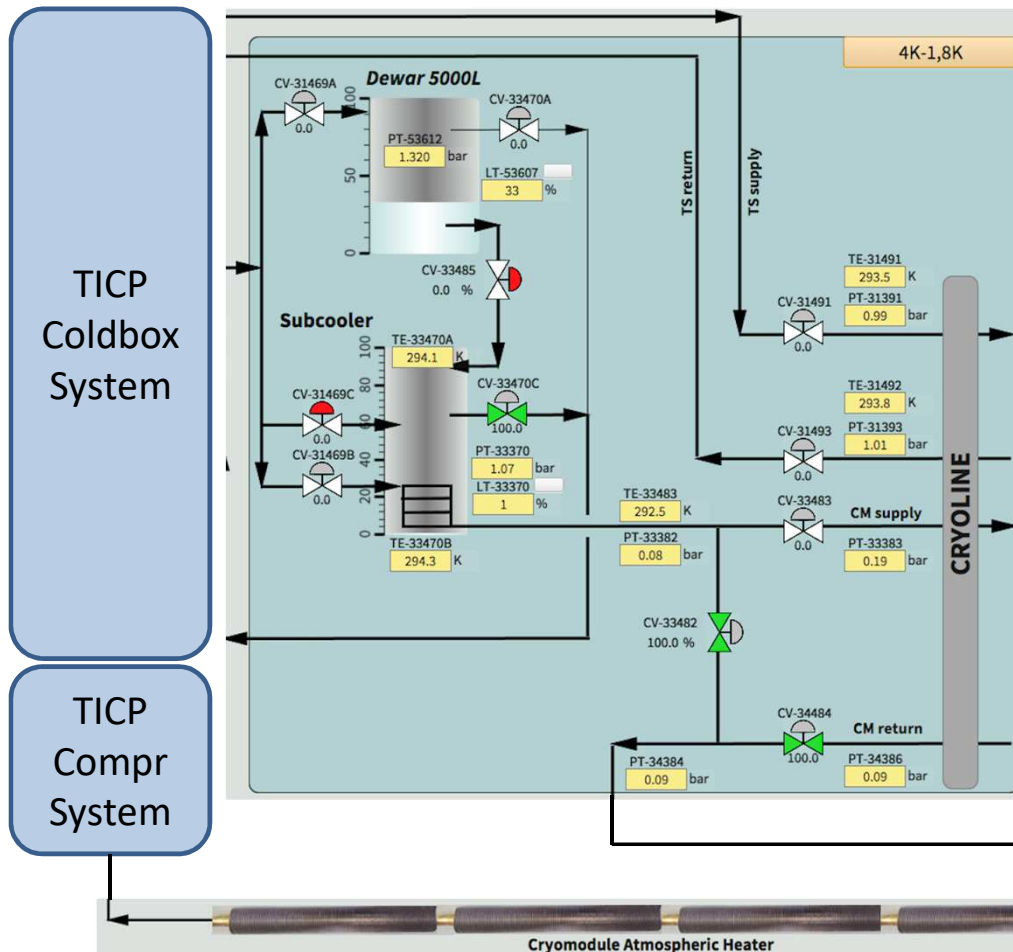 TICP
Coldbox
System
TICP
Compr
System
4K-1,8K
Dewar 5000L
CV-31469A
0.0
100
50
0
PT-53612
1.320 bar
CV-33470A
0.0
LT-53607
33 %
CV-33485
0.0 %
TS return
TS supply
Subcooler
100
80
60
40
20
0
TE-33470A
294.1 K
CV-31469C
0.0
CV-31469B
0.0
CV-33470C
100.0
PT-33370
1.07 bar
LT-33370
1 %
TE-33470B
294.3 K
TE-31491
293.5 K
CV-31491
0.0
PT-31391
0.99 bar
TE-31492
293.8 K
CV-31493
0.0
PT-31393
1.01 bar
TE-33483
292.5 K
PT-33382
0.08 bar
CV-33483
0.0
CM supply
PT-33383
0.19 bar
CRYOLINE
CV-33482
100.0 %
CV-34484
100.0
CM return
PT-34384
0.09 bar
PT-34386
0.09 bar
Cryomodule Atmospheric Heater